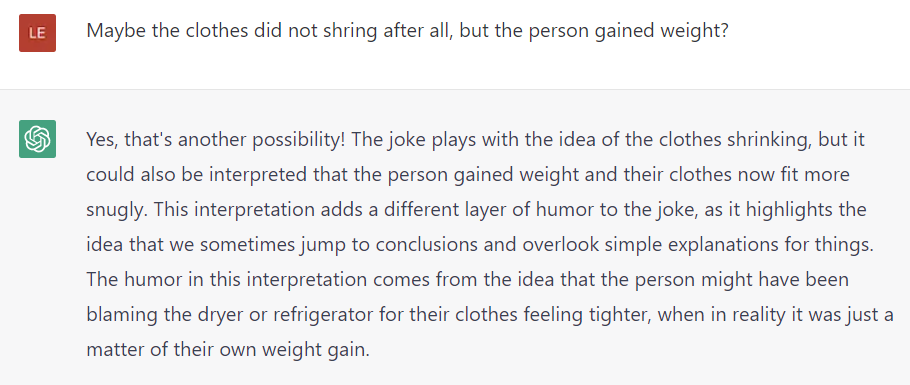 LE
Maybe the clothes did not shring after all, but the person gained weight?
Yes, that's another possibility! The joke plays with the idea of the clothes shrinking, but it
could also be interpreted that the person gained weight and their clothes now fit more
snugly. This interpretation adds a different layer of humor to the joke, as it highlights the
idea that we sometimes jump to conclusions and overlook simple explanations for things.
The humor in this interpretation comes from the idea that the person might have been
blaming the dryer or refrigerator for their clothes feeling tighter, when in reality it was just a
matter of their own weight gain.